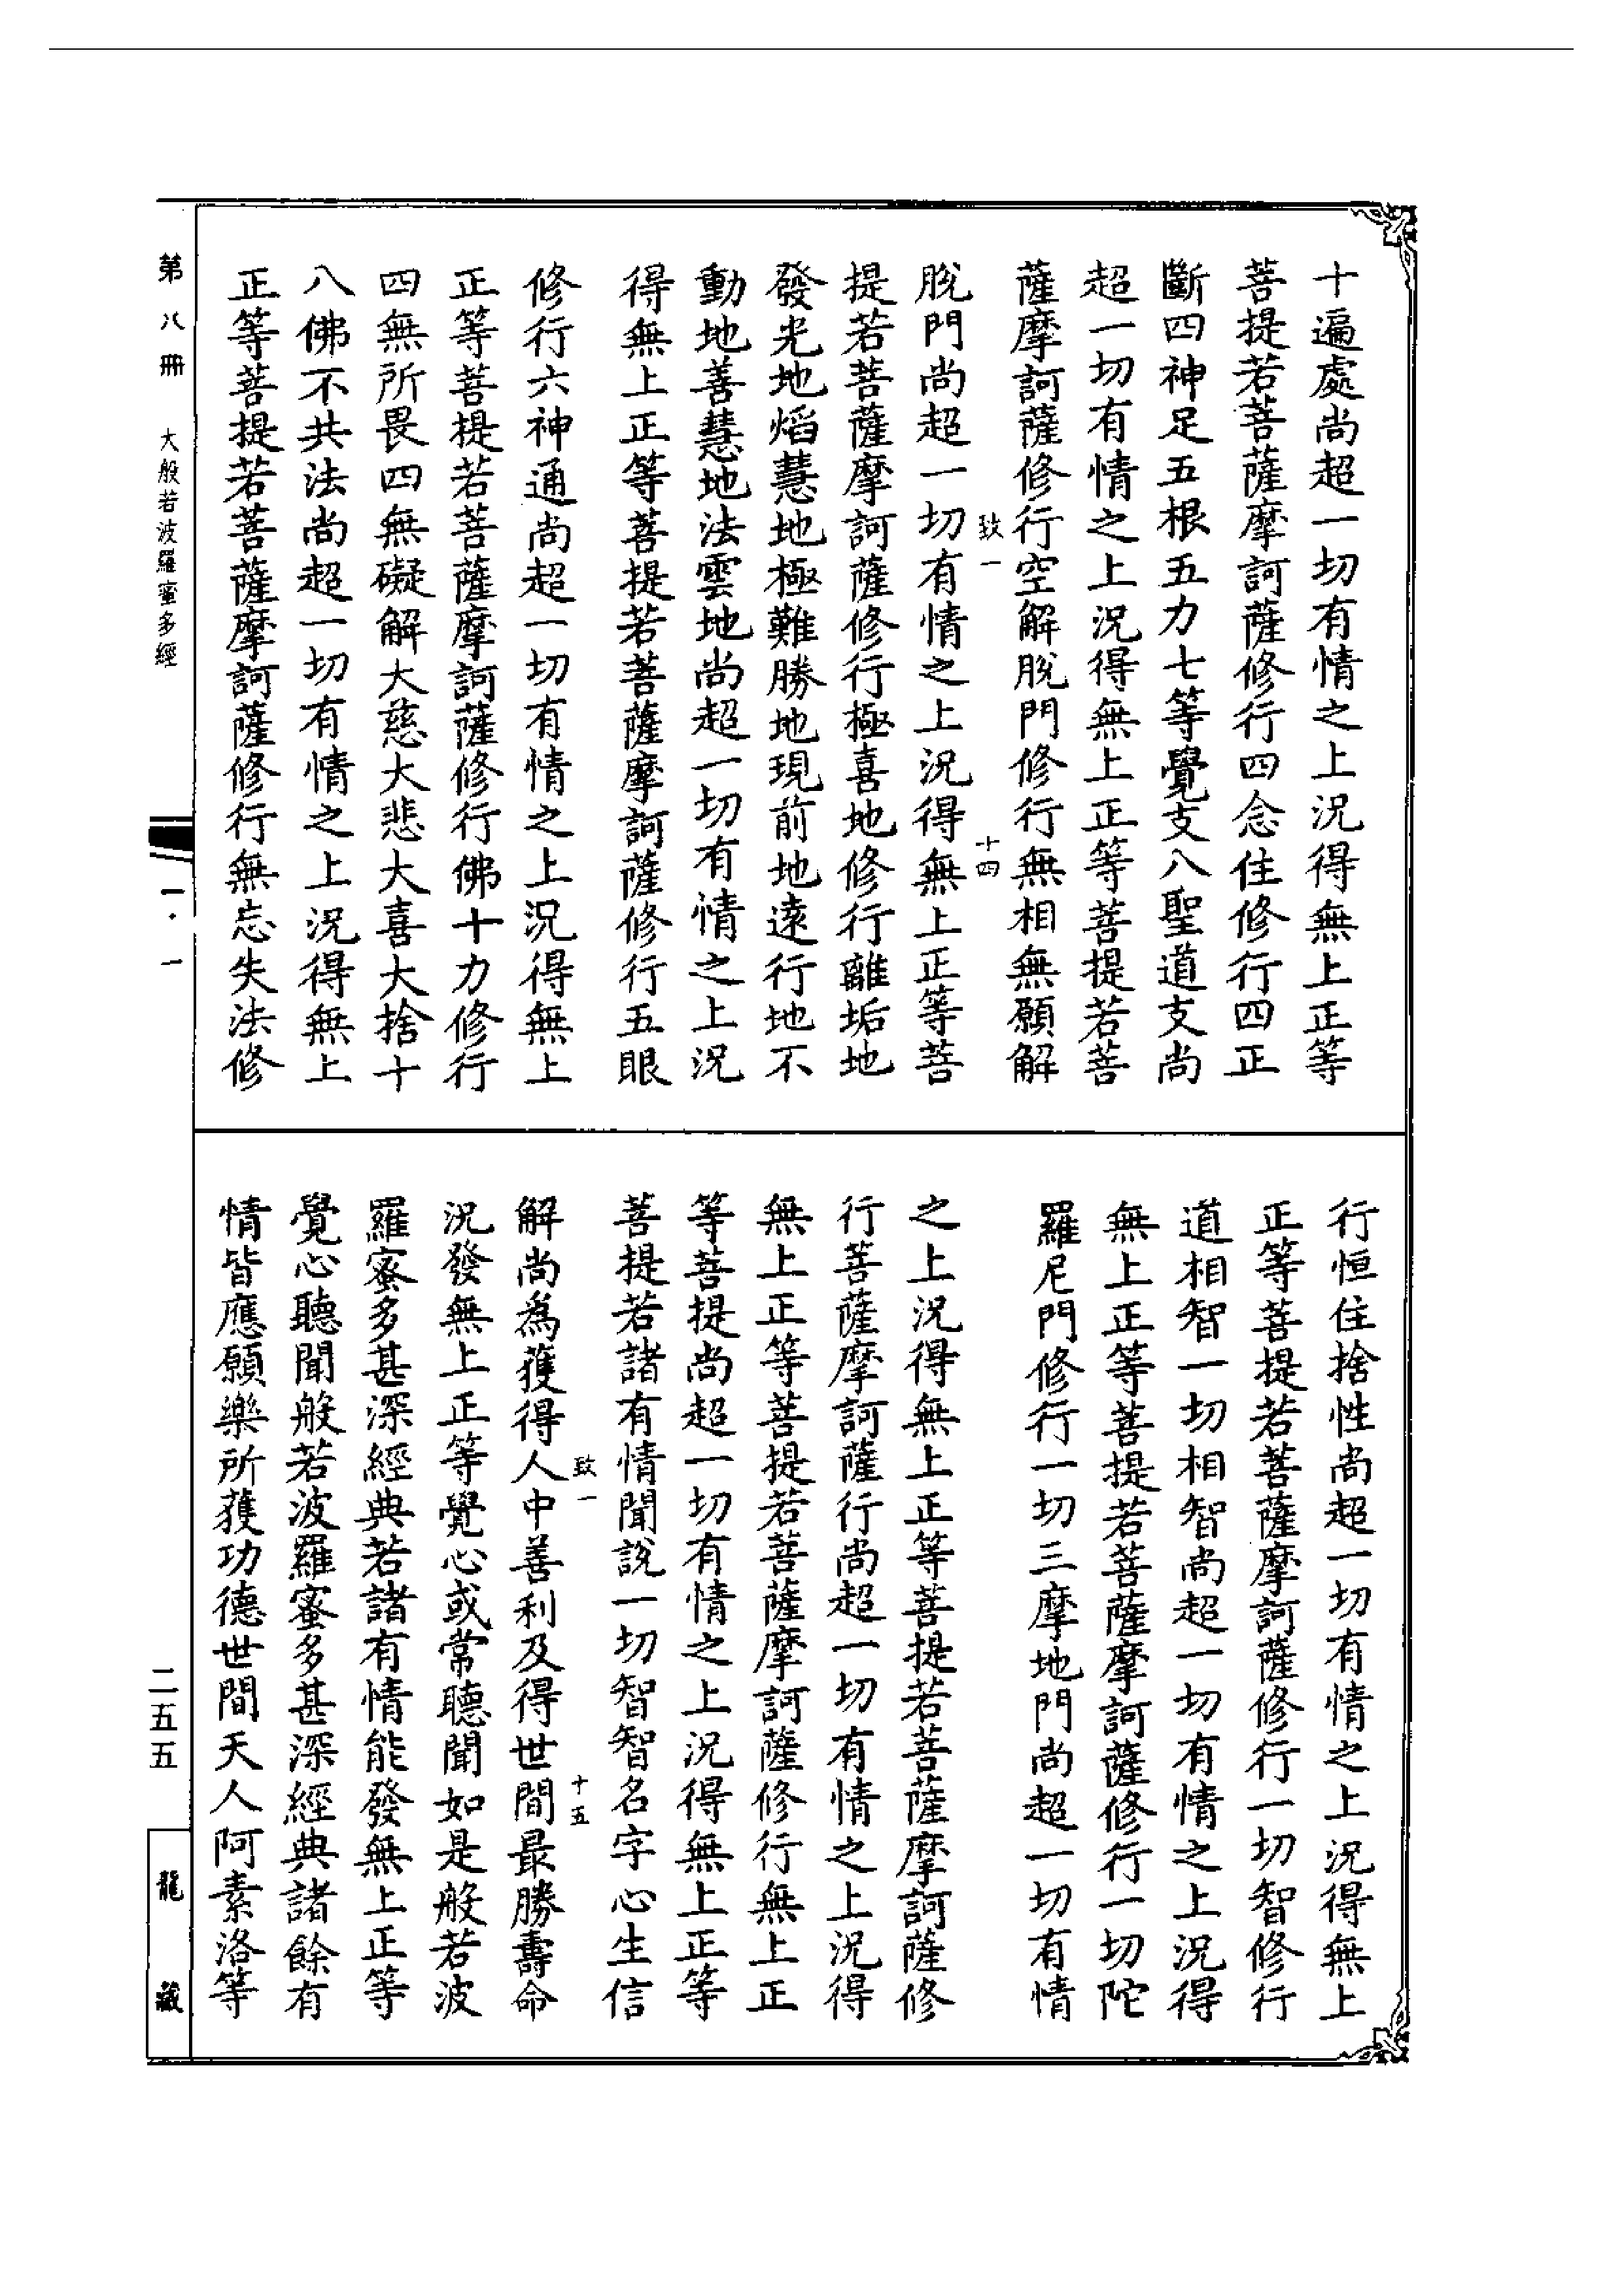 十遍處尚超一切有情之上況得無上正等
菩提若菩薩摩訶薩修行四念住修行四正
斷四神足五根五力七等覺支八聖道支尚
超一切有情之上況得無上正等菩提若菩
薩摩訶薩修行空解脫門修行無相無願解
致一 十四
脫門尚超一切有情之上況得無上正等菩
提若菩薩摩訶薩修行極喜地修行離垢地
發光地焰慧地極難勝地現前地遠行地不
動地善慧地法雲地尚超一切有情之上況
得無上正等菩提若菩薩摩訶薩修行五眼
修行六神通尚超一切有情之上況得無上
正等菩提若菩薩摩訶薩修行佛十力修行
四無所畏四無礙解大慈大悲大喜大捨十
八佛不共法尚超一切有情之上況得無上
正等菩提若菩薩摩訶薩修行無忘失法修
行恒住捨性尚超一切有情之上況得無上
正等菩提若菩薩摩訶薩修行一切智修行
道相智一切相智尚超一切有情之上況得
無上正等菩提若菩薩摩訶薩修行一切陀
羅尼門修行一切三摩地門尚超一切有情
之上況得無上正等菩提若菩薩摩訶薩修
行菩薩摩訶薩行尚超一切有情之上況得
無上正等菩提若菩薩摩訶薩修行無上正
等菩提尚超一切有情之上況得無上正等
菩提若諸有情聞說一切智智名字心生信
致一 十五
解尚為獲得人中善利及得世間最勝壽命
況發無上正等覺心或常聽聞如是般若波
羅蜜多甚深經典若諸有情能發無上正等
覺心聽聞般若波羅蜜多甚深經典諸餘有
情皆應願樂所獲功德世間天人阿素洛等
第八冊 大般若波羅蜜多經 一·一 二五五 龍藏